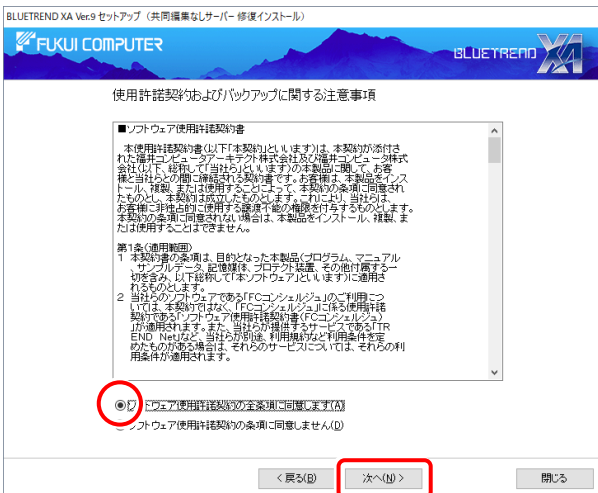 BLUETREND XA Ver.9 セットアップ（共同編集なしサーバー 修復インストール）
FUKUI COMPUTER
BLUETREND XA
使用許諾契約およびバックアップに関する注意事項
■ソフトウェア使用許諾契約書
本使用許諾契約書(以下「本契約」といいます)は、本契約が添付さ
れた福井コンピュータアーキテクト株式会社及び福井コンピュータ株式
会社(以下、総称して「当社ら」といいます)の本製品に関して、お客
様と当社らとの間に締結される契約書です。お客様は、本製品をインス
トール、複製、または使用することによって、本契約の条項に同意され
たものとし、本契約は成立したものとします。これにより、当社らは、
お客様に非独占的に使用する譲渡不能の権限を付与するものとします。
本契約の条項に同意されない場合は、本製品をインストール、複製、ま
たは使用することはできません。
第1条(適用範囲)
1 本契約書の条項は、目的となった本製品(プログラム、マニュアル
、サンプルデータ、記憶媒体、プロテクト装置、その他付属する一
切を含み、以下総称して「本ソフトウェア」といいます)に適用さ
れるものとします。
2 当社らのソフトウェアである「FCコンシェルジュ」のご利用につ
いては、本契約ではなく、「FCコンシェルジュ」に係る使用許諾
契約である「ソフトウェア使用許諾契約書(FCコンシェルジュ)
」が適用されます。また、当社らが提供するサービスである「TR
END Net」など、当社らが別途、利用規約など利用条件を定
めたものがある場合は、それらのサービスについては、それらの利
用条件が適用されます。
ソフトウェア使用許諾契約の全条項に同意します(A)
ソフトウェア使用許諾契約の条項に同意しません(D)
< 戻る(B) 次へ(N) > 閉じる